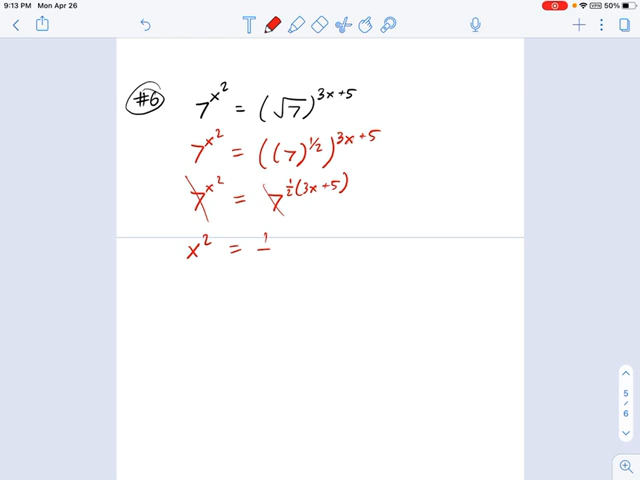 9:13 PM Mon Apr 26
VPN 50%
#6 7^{x^2} = (√7)^{3x+5}
7^{x^2} = ((7)^{1/2})^{3x+5}
7^{x^2} = 7^{1/2(3x+5)}
x^2 = 1
5
/
6